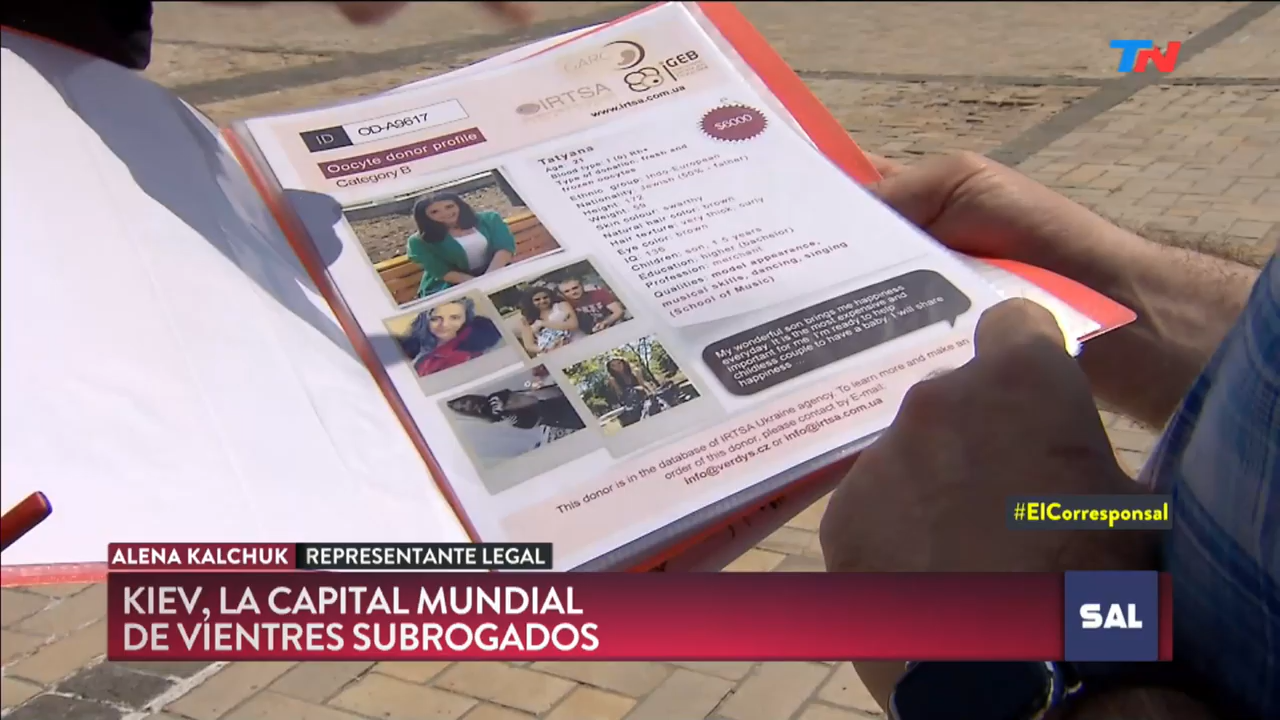 TN
GARC
IGEB
IRTSA
www.irtsa.com.ua
ID OD-A9617
Oocyte donor profile
Category B
$6000
Tatyana
Age: 21
Blood type: I (0) Rh+
Type of donation: fresh and
frozen oocytes
Ethnic group: Indo-European
Nationality: Jewish (50% - father)
Height: 172
Weight: 59
Skin colour: swarthy
Natural hair color: brown
Hair texture: very thick, curly
Eye color: brown
IQ: 136
Children: son, 1.5 years
Education: higher (bachelor)
Profession: merchant
Qualities: model appearance,
musical skills, dancing, singing
(School of Music)
My wonderful son brings me happiness
everyday. It is the most expensive and
important for me. I'm ready to help
childless couple to have a baby. I will share
happiness ...
This donor is in the database of IRTSA Ukraine agency. To learn more and make an
order of this donor, please contact by E-mail:
info@verdys.cz or info@irtsa.com.ua
#ElCorresponsal
ALENA KALCHUK REPRESENTANTE LEGAL
KIEV, LA CAPITAL MUNDIAL
DE VIENTRES SUBROGADOS
SAL